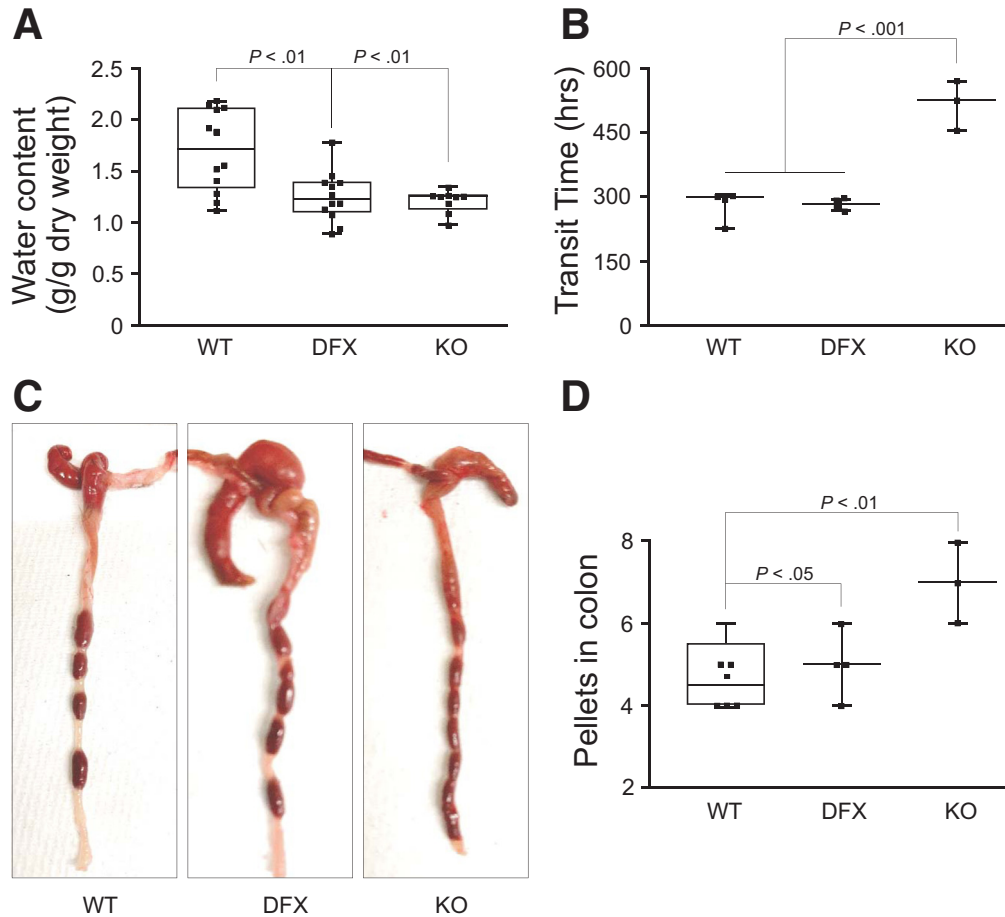 A
P < .01
P < .01
Water content
(g/g dry weight)
2.5
2.0
1.5
1.0
0.5
0
WT
DFX
KO
B
P < .001
Transit Time (hrs)
600
450
300
150
0
WT
DFX
KO
C
WT
DFX
KO
D
P < .01
P < .05
Pellets in colon
8
6
4
2
WT
DFX
KO